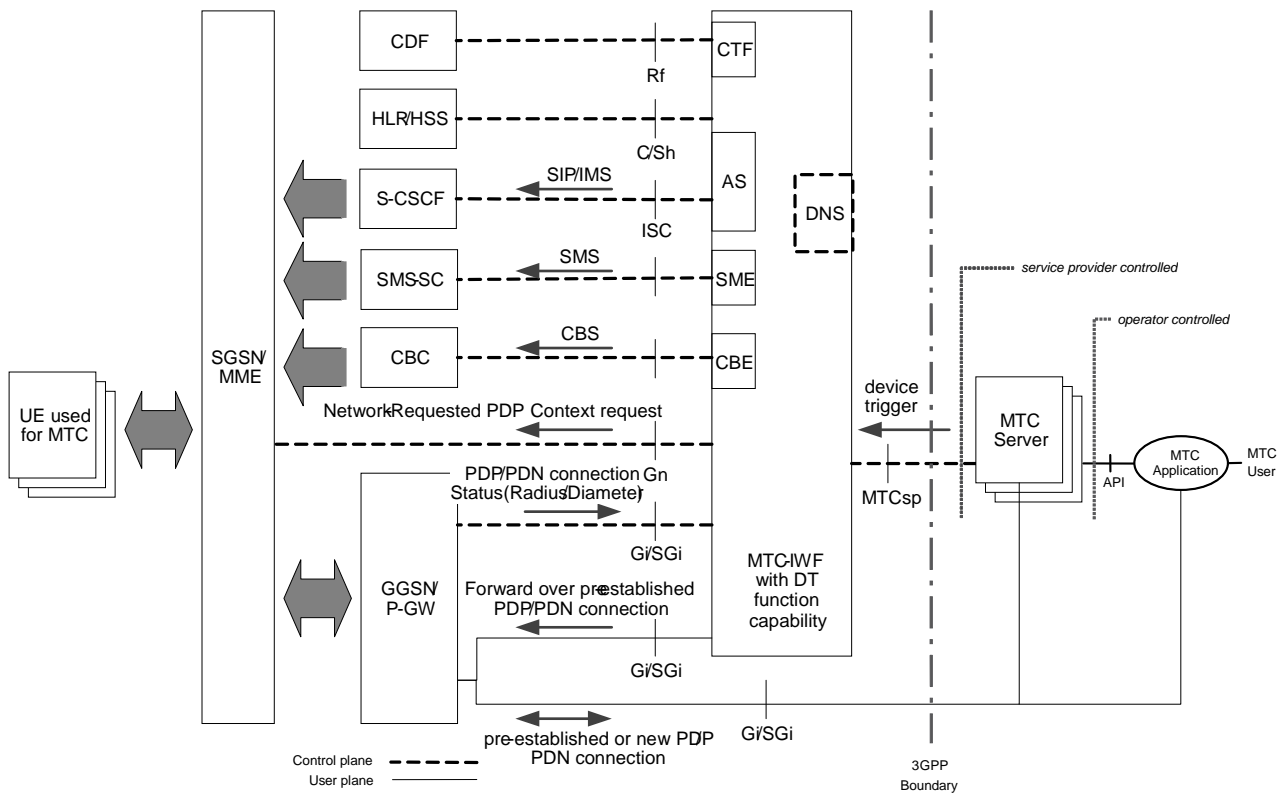 CDF
CTF
Rf
HLR/HSS
C/Sh
SIP/IMS
AS
S-CSCF
DNS
ISC
SMS
SMS-SC
SME
service provider controlled
CBS
operator controlled
SGSN/
MME
CBC
CBE
UE used
for MTC
device
trigger
Network-Requested PDP Context request
MTC
Server
MTC
Application
MTC
User
API
PDP/PDN connection
Status(Radius/Diameter)
Gn
MTCsp
Gi/SGi
MTC-IWF
with DT
function
capability
GGSN/
P-GW
Forward over pre-established
PDP/PDN connection
Gi/SGi
pre-established or new PDP/
PDN connection
Gi/SGi
Control plane
User plane
3GPP
Boundary